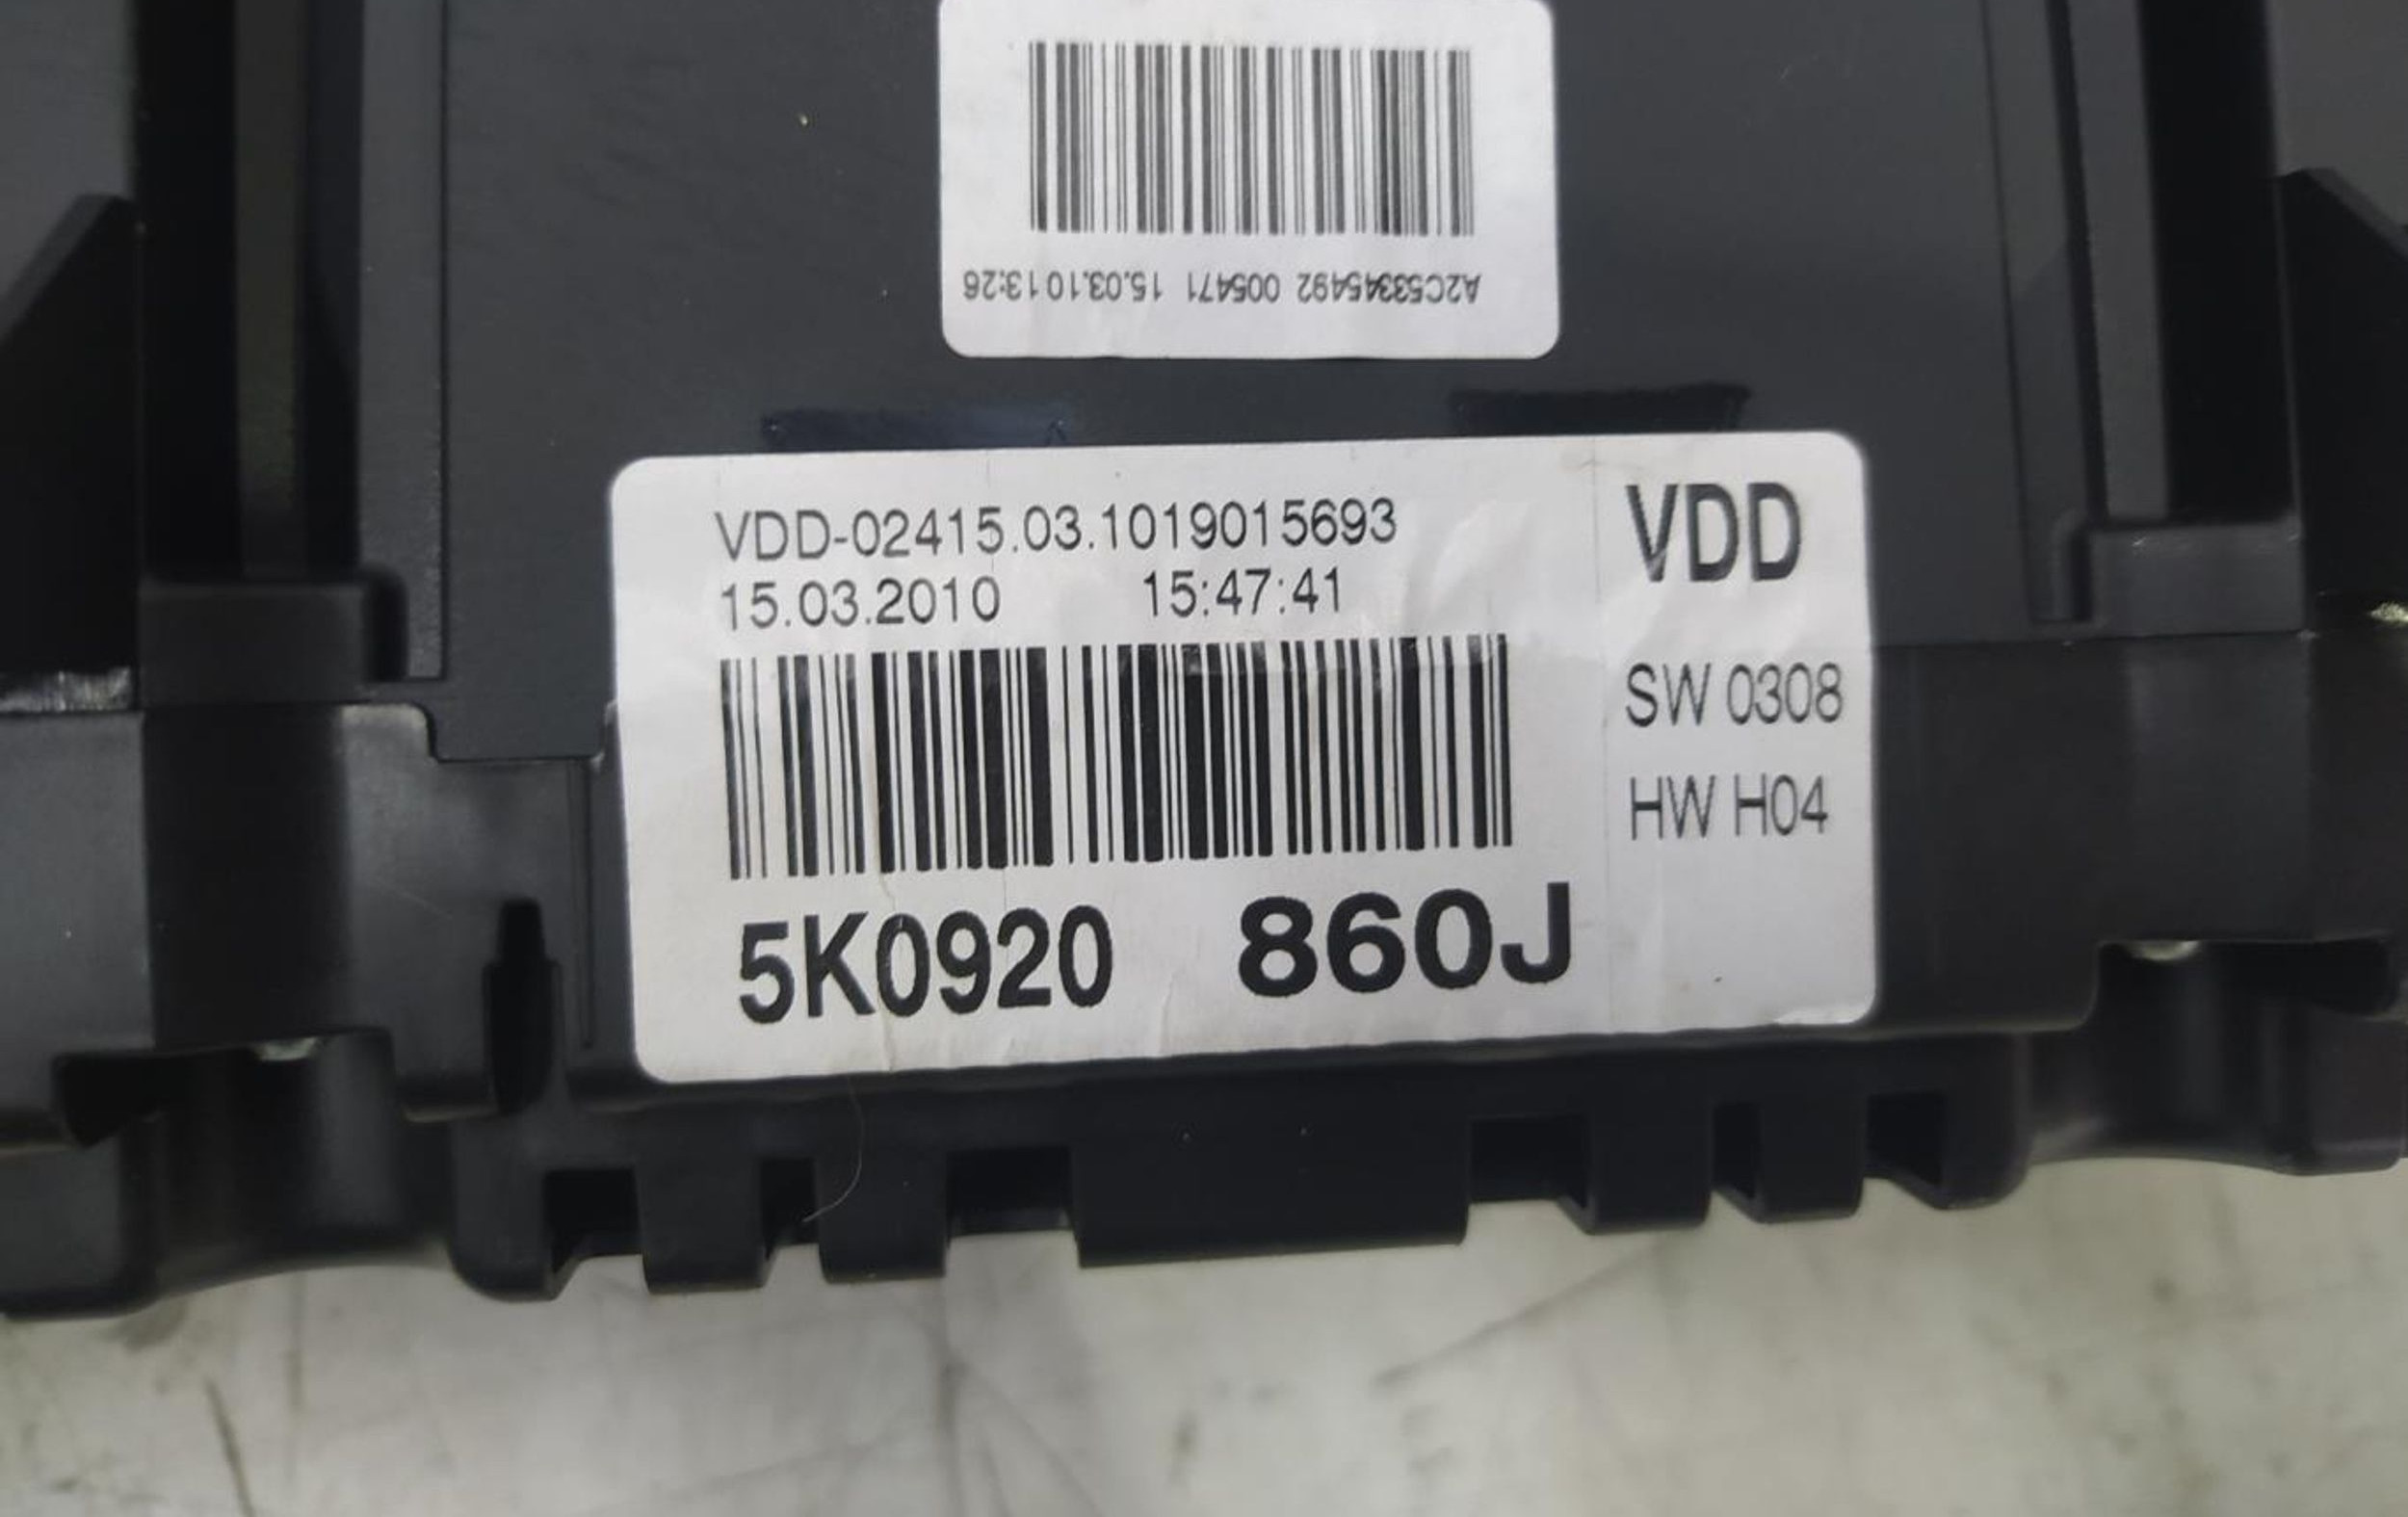 A2C53345492 005471 15.03.10 13:26
VDD-02415.03.1019015693
15.03.2010 15:47:41
VDD
SW 0308
HW H04
5K0920 860J